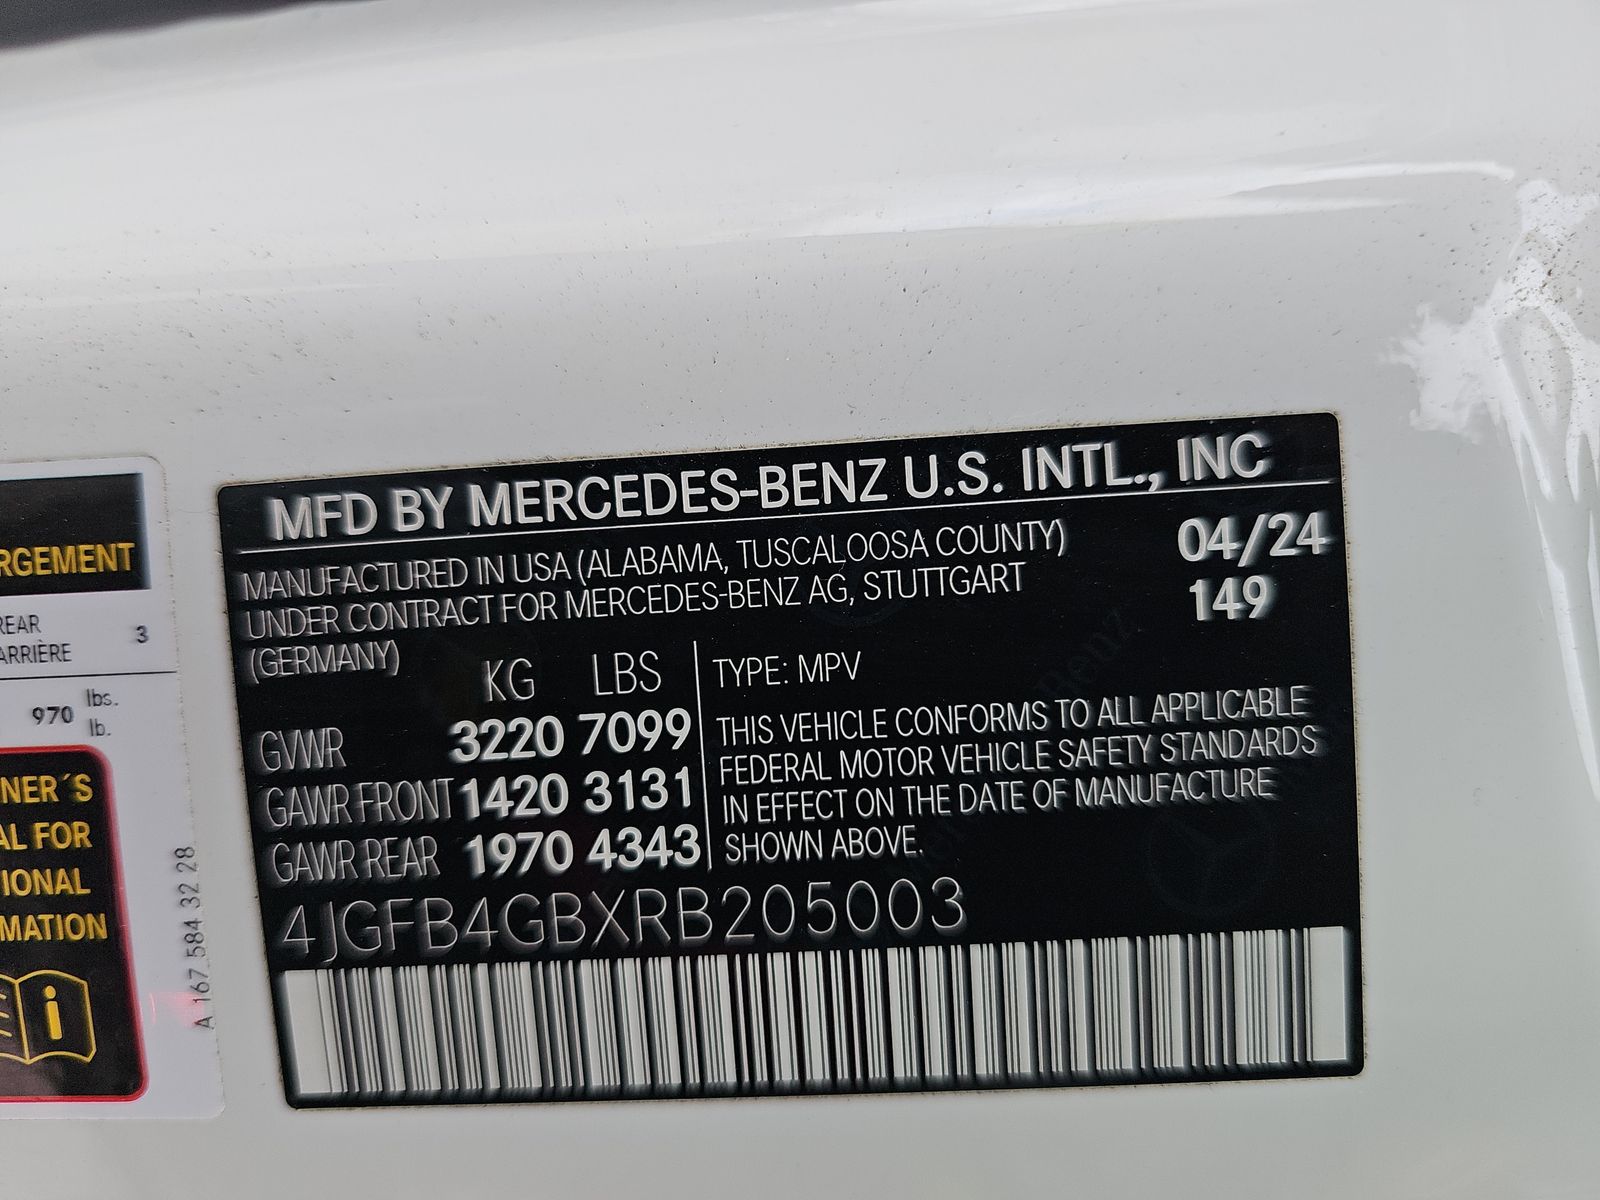 MFD BY MERCEDES-BENZ U.S. INTL., INC
MANUFACTURED IN USA (ALABAMA, TUSCALOOSA COUNTY)
UNDER CONTRACT FOR MERCEDES-BENZ AG, STUTTGART
(GERMANY)
04/24
149
KG LBS
GVWR 3220 7099
GAWR FRONT 1420 3131
GAWR REAR 1970 4343
TYPE: MPV
THIS VEHICLE CONFORMS TO ALL APPLICABLE
FEDERAL MOTOR VEHICLE SAFETY STANDARDS
IN EFFECT ON THE DATE OF MANUFACTURE
SHOWN ABOVE.
4JGFB4GBXRB205003
RGEMENT
REAR 3
ARRIÈRE
970 lbs.
lb.
NER´S
AL FOR
IONAL
MATION
i
A 167 584 32 28